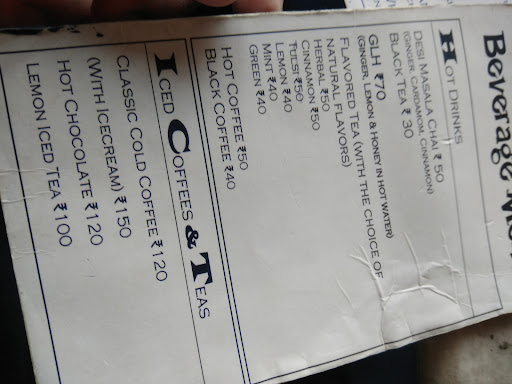 Beverage
Hot Drinks
Desi Masala Chai ₹ 50
(Ginger, Cardamom, Cinnamon)
Black Tea ₹ 30
GLH ₹70
(Ginger, Lemon & Honey in Hot Water)
Flavored Tea (with the choice of
natural flavors)
Herbal ₹50
Cinnamon ₹50
Tulsi ₹50
Lemon ₹40
Mint ₹40
Green ₹40
Hot Coffee ₹50
Black Coffee ₹40
Iced Coffees & Teas
Classic Cold Coffee ₹120
(With Icecream) ₹150
Hot Chocolate ₹120
Lemon Iced Tea ₹100